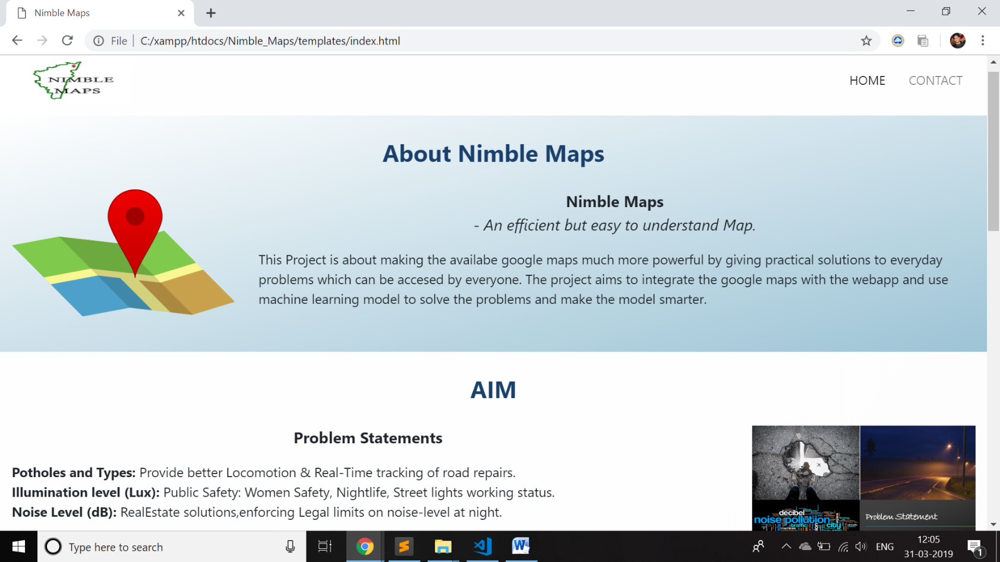 Nimble Maps
File
C:/xampp/htdocs/Nimble_Maps/templates/index.html
NIMBLE
MAPS
HOME
CONTACT
About Nimble Maps
Nimble Maps
- An efficient but easy to understand Map.
This Project is about making the availabe google maps much more powerful by giving practical solutions to everyday
problems which can be accesed by everyone. The project aims to integrate the google maps with the webapp and use
machine learning model to solve the problems and make the model smarter.
AIM
Problem Statements
Potholes and Types: Provide better Locomotion & Real-Time tracking of road repairs.
Illumination level (Lux): Public Safety: Women Safety, Nightlife, Street lights working status.
Noise Level (dB): RealEstate solutions,enforcing Legal limits on noise-level at night.
decibel
noise pollution
traffic
city
Problem Statement
Type here to search
ENG
12:05
31-03-2019
1